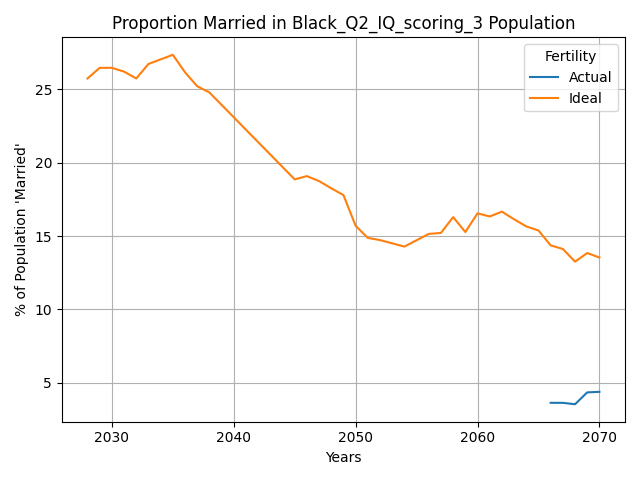 Proportion Married in Black_Q2_IQ_scoring_3 Population
Fertility
Actual
Ideal
% of Population 'Married'
25
20
15
10
5
2030
2040
2050
2060
2070
Years